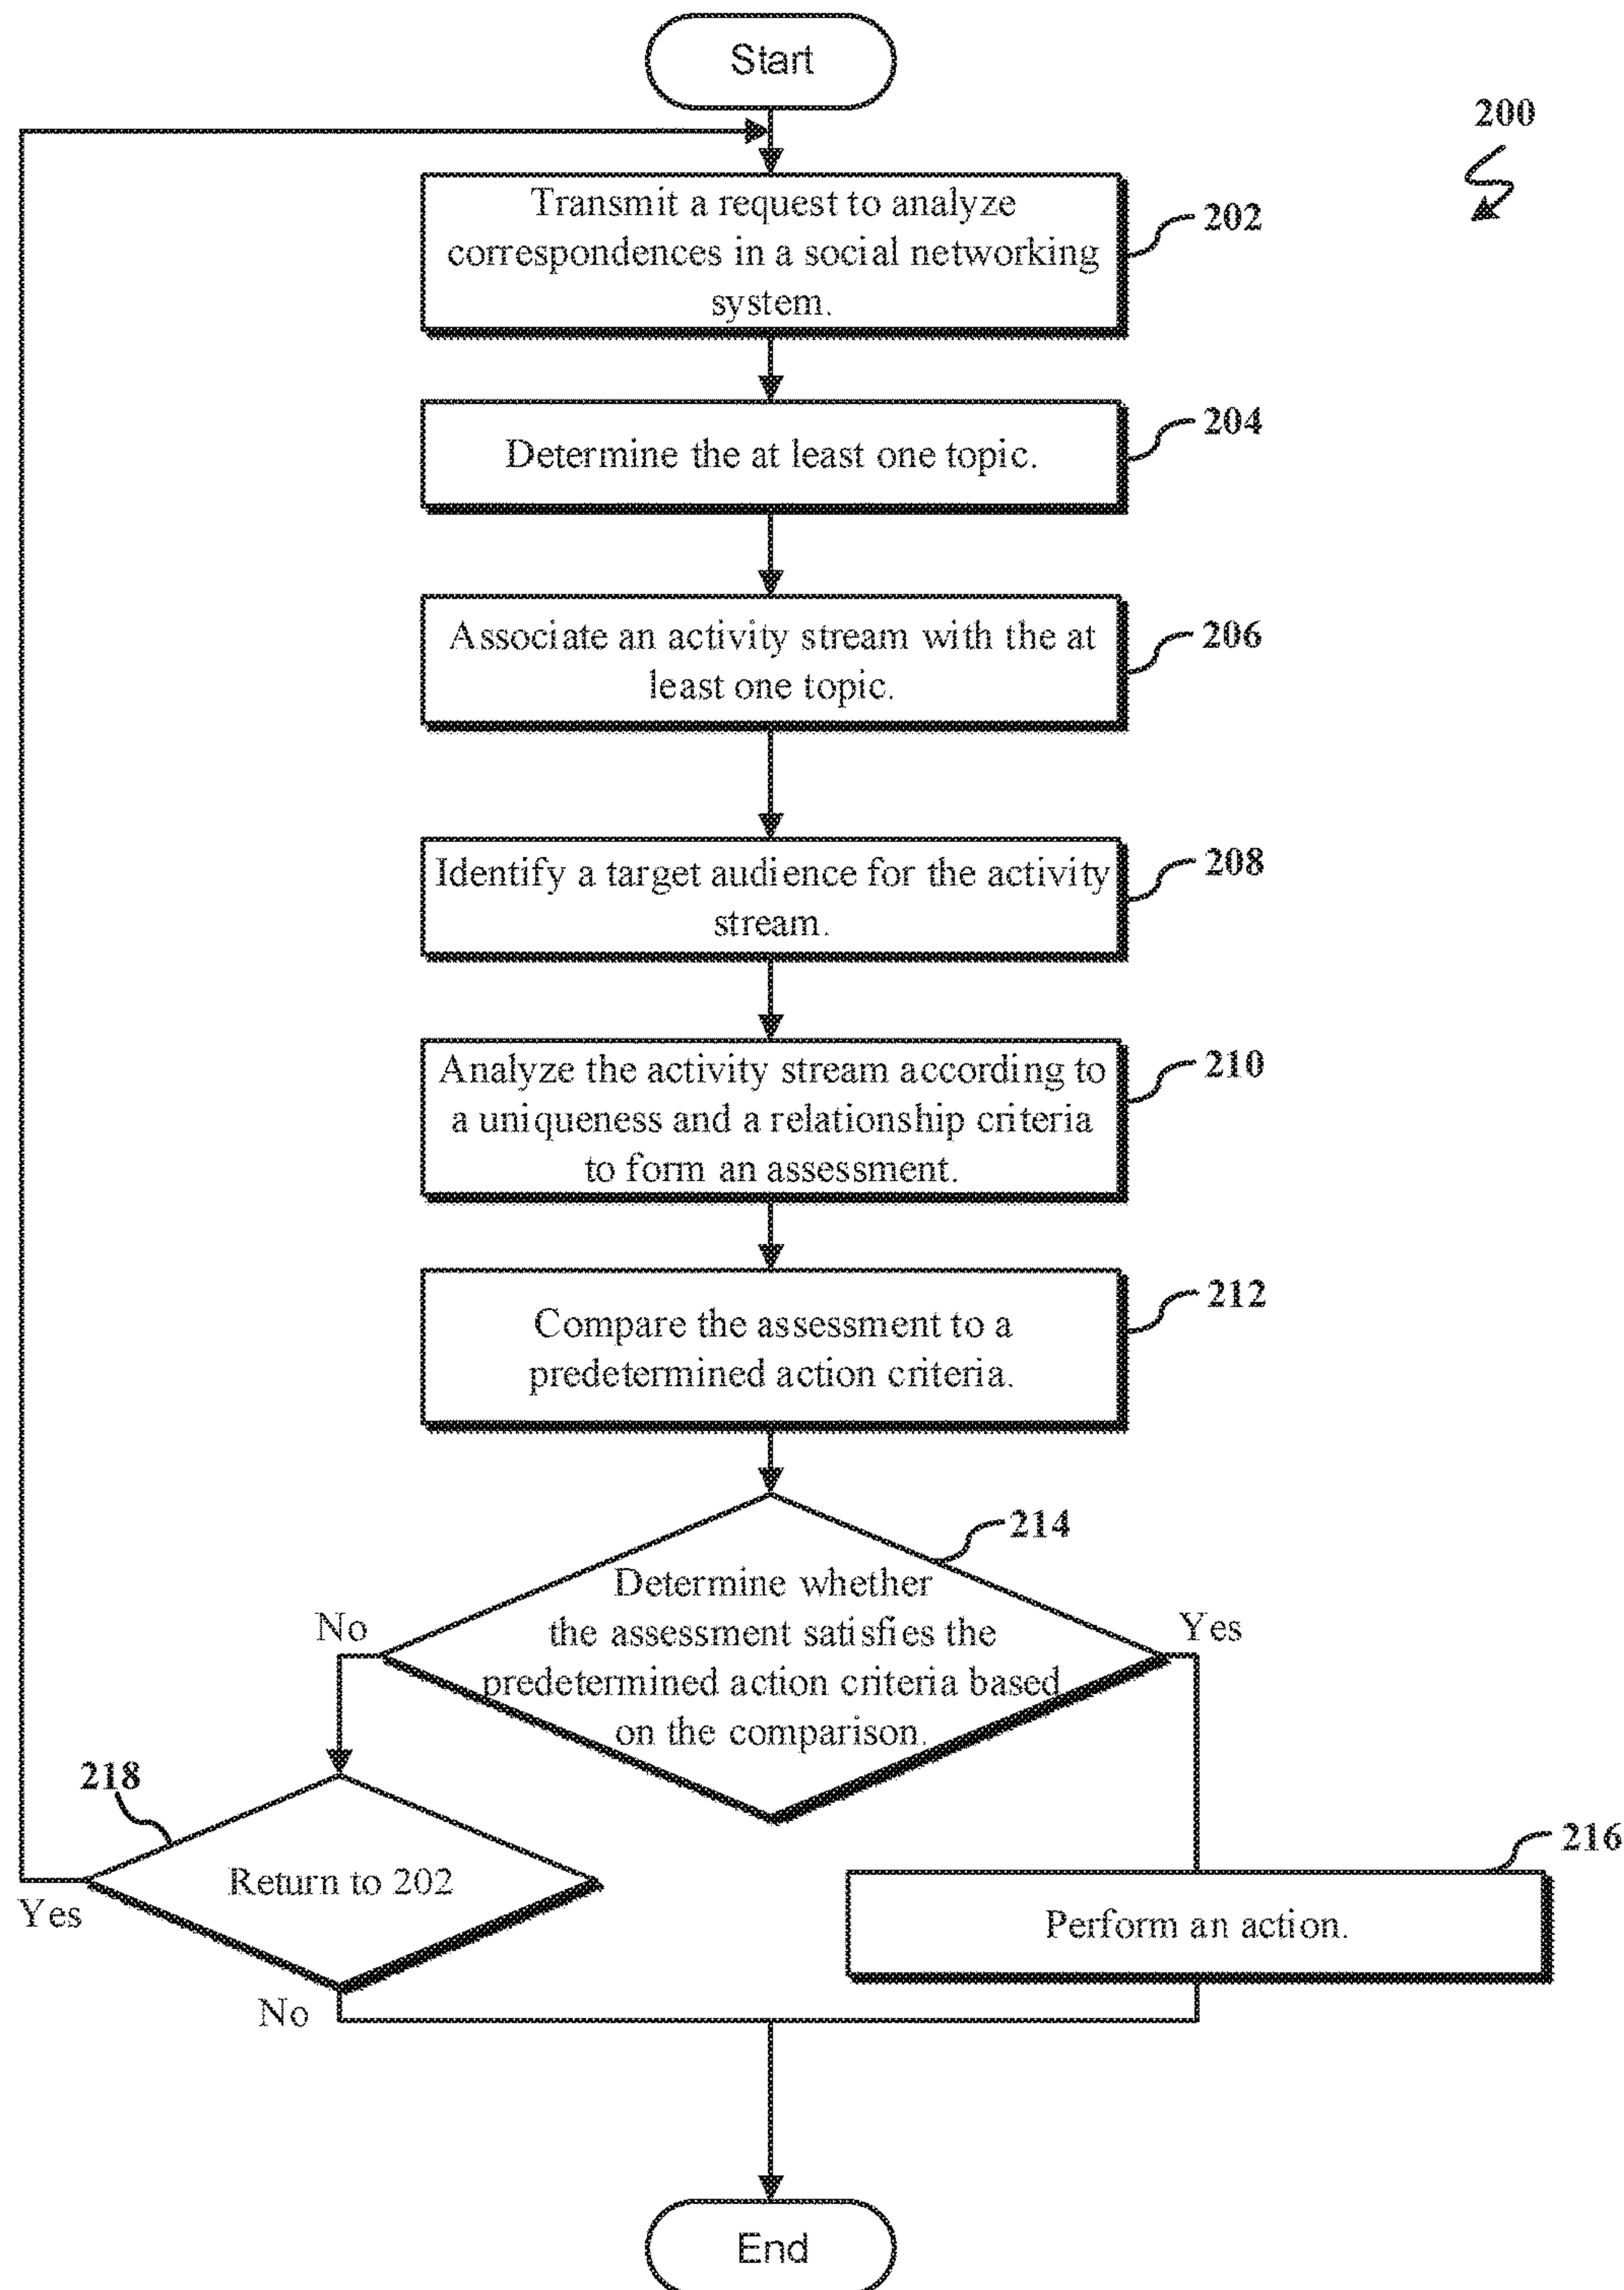 Start
200
Transmit a request to analyze
correspondences in a social networking
system.
202
Determine the at least one topic.
204
Associate an activity stream with the at
least one topic.
206
Identify a target audience for the activity
stream.
208
Analyze the activity stream according to
a uniqueness and a relationship criteria
to form an assessment.
210
Compare the assessment to a
predetermined action criteria.
212
214
Determine whether
the assessment satisfies the
predetermined action criteria based
on the comparison.
No
Yes
218
Return to 202
Yes
No
216
Perform an action.
End